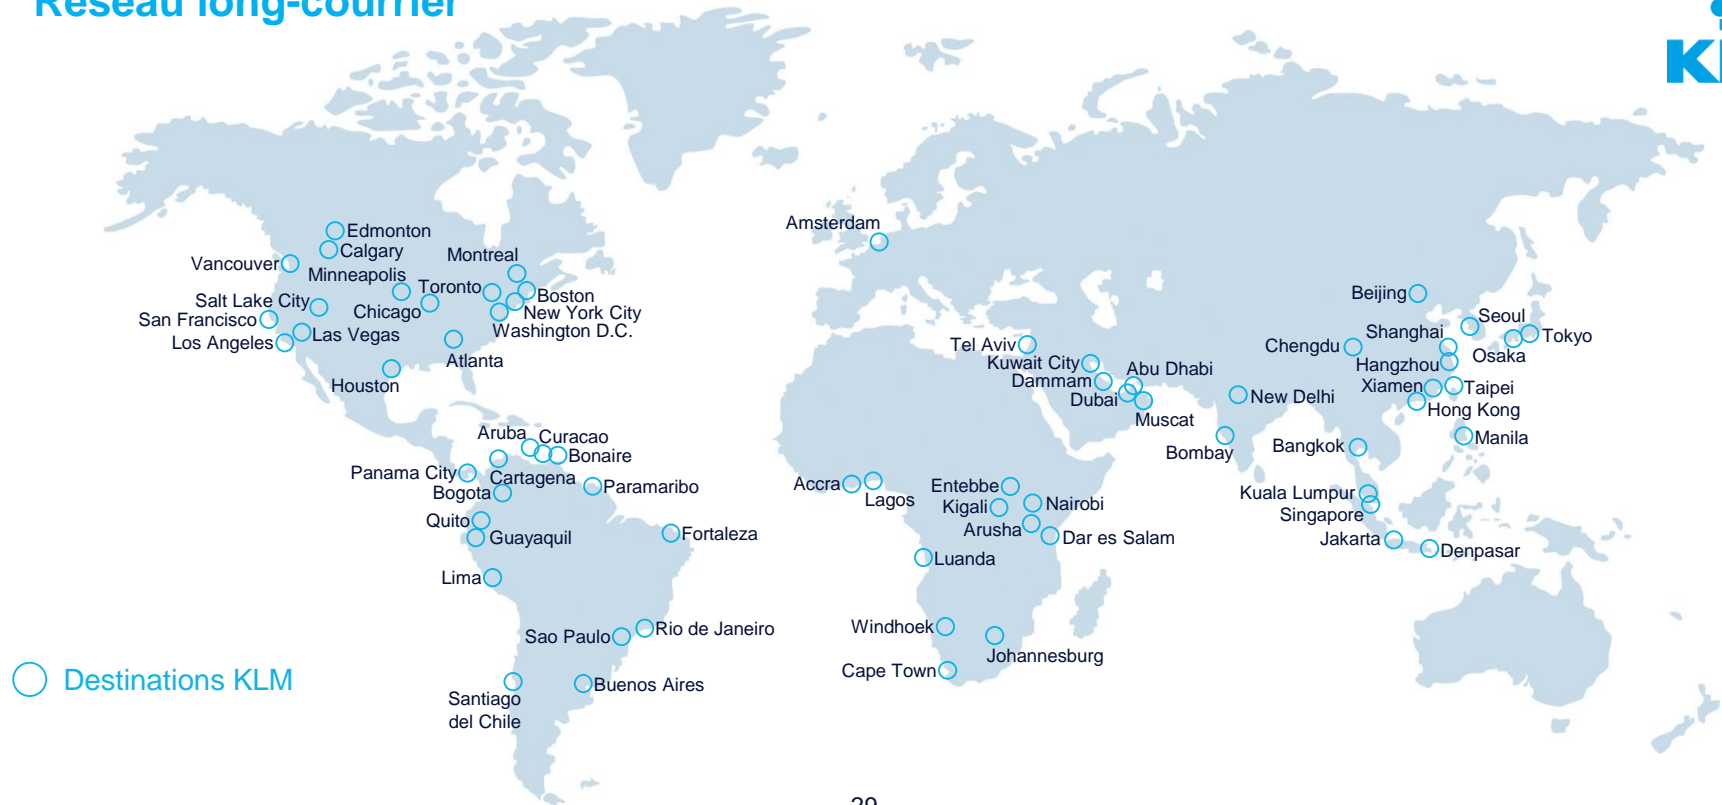 Réseau long-courrier
Edmonton
Calgary
Vancouver
Montreal
Minneapolis
Toronto
Boston
Salt Lake City
Chicago
New York City
San Francisco
Las Vegas
Washington D.C.
Los Angeles
Atlanta
Houston
Aruba
Curacao
Bonaire
Panama City
Cartagena
Bogota
Paramaribo
Quito
Guayaquil
Fortaleza
Lima
Sao Paulo
Rio de Janeiro
Santiago
del Chile
Buenos Aires
Amsterdam
Tel Aviv
Kuwait City
Dammam
Abu Dhabi
Dubai
Muscat
Accra
Lagos
Entebbe
Kigali
Nairobi
Arusha
Dar es Salam
Luanda
Windhoek
Johannesburg
Cape Town
Beijing
Seoul
Shanghai
Tokyo
Chengdu
Osaka
Hangzhou
Xiamen
Taipei
New Delhi
Hong Kong
Bombay
Bangkok
Manila
Kuala Lumpur
Singapore
Jakarta
Denpasar
Destinations KLM
29